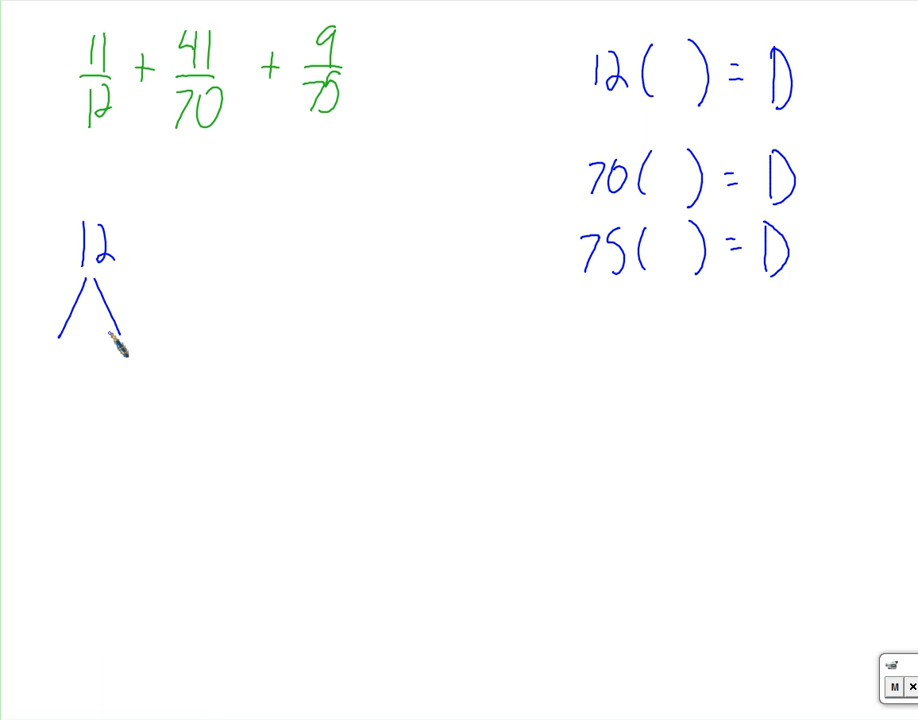 11/12 + 41/70 + 9/75
12( ) = D
70( ) = D
75( ) = D
12
M ×